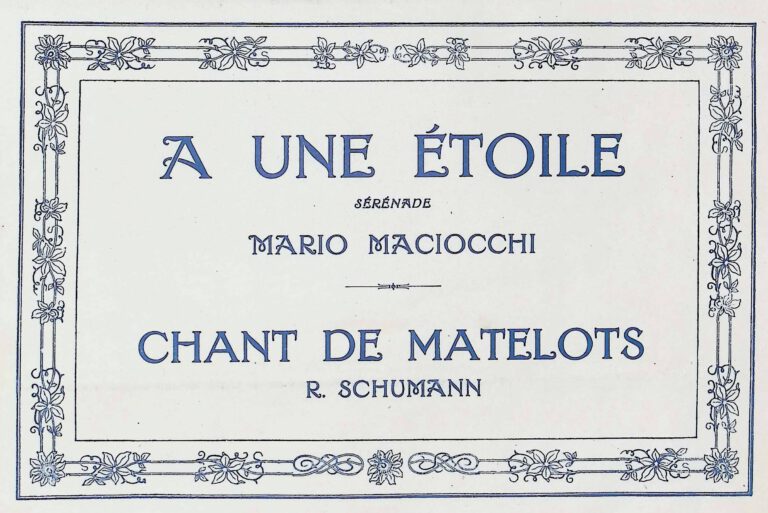 A UNE ÉTOILE
SÉRÉNADE
MARIO MACIOCCHI
CHANT DE MATELOTS
R. SCHUMANN